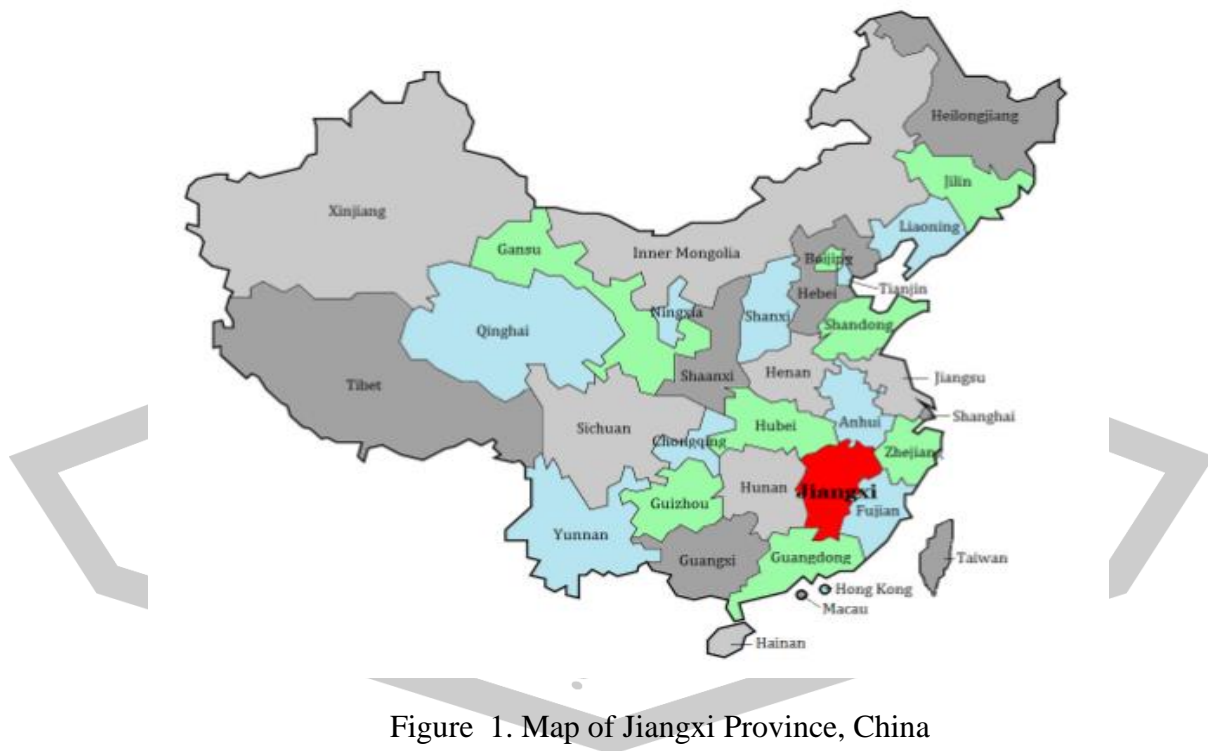 Heilongjiang
Jilin
Xinjiang
Liaoning
Gansu
Inner Mongolia
Beijing
Tianjin
Hebei
Ningxia
Shanxi
Shandong
Qinghai
Henan
Shaanxi
Jiangsu
Tibet
Shanghai
Sichuan
Hubei
Anhui
Chongqing
Zhejiang
Hunan
Jiangxi
Guizhou
Fujian
Yunnan
Guangxi
Guangdong
Taiwan
Hong Kong
Macau
Hainan
Figure 1. Map of Jiangxi Province, China